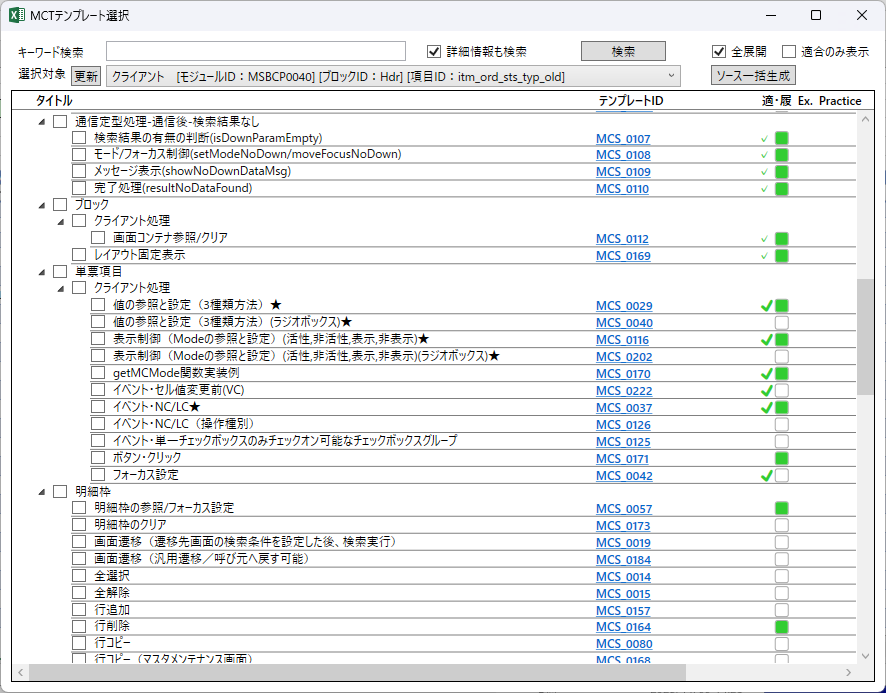 MCTテンプレート選択
キーワード検索
詳細情報も検索
検索
全展開
適合のみ表示
選択対象
更新
クライアント [モジュールID：MSBCP0040] [ブロックID：Hdr] [項目ID：itm_ord_sts_typ_old]
ソース一括生成
タイトル テンプレートID 適・履 Ex. Practice
通信定型処理-通信後-検索結果なし
検索結果の有無の判断(isDownParamEmpty) MCS_0107
モード/フォーカス制御(setModeNoDown/moveFocusNoDown) MCS_0108
メッセージ表示(showNoDownDataMsg) MCS_0109
完了処理(resultNoDataFound) MCS_0110
ブロック
クライアント処理
画面コンテナ参照/クリア MCS_0112
レイアウト固定表示 MCS_0169
単票項目
クライアント処理
値の参照と設定（3種類方法）★ MCS_0029
値の参照と設定（3種類方法）(ラジオボックス)★ MCS_0040
表示制御（Modeの参照と設定）(活性,非活性,表示,非表示)★ MCS_0116
表示制御（Modeの参照と設定）(活性,非活性,表示,非表示)(ラジオボックス)★ MCS_0202
getMCMode関数実装例 MCS_0170
イベント・セル値変更前(VC) MCS_0222
イベント・NC/LC★ MCS_0037
イベント・NC/LC（操作種別） MCS_0126
イベント・単一チェックボックスのみチェックオン可能なチェックボックスグループ MCS_0125
ボタン・クリック MCS_0171
フォーカス設定 MCS_0042
明細枠
明細枠の参照/フォーカス設定 MCS_0057
明細枠のクリア MCS_0173
画面遷移（遷移先画面の検索条件を設定した後、検索実行） MCS_0019
画面遷移（汎用遷移／呼び元へ戻す可能） MCS_0184
全選択 MCS_0014
全解除 MCS_0015
行追加 MCS_0157
行削除 MCS_0164
行コピー MCS_0080
行コピー（マスタメンテナンス画面） MCS_0168